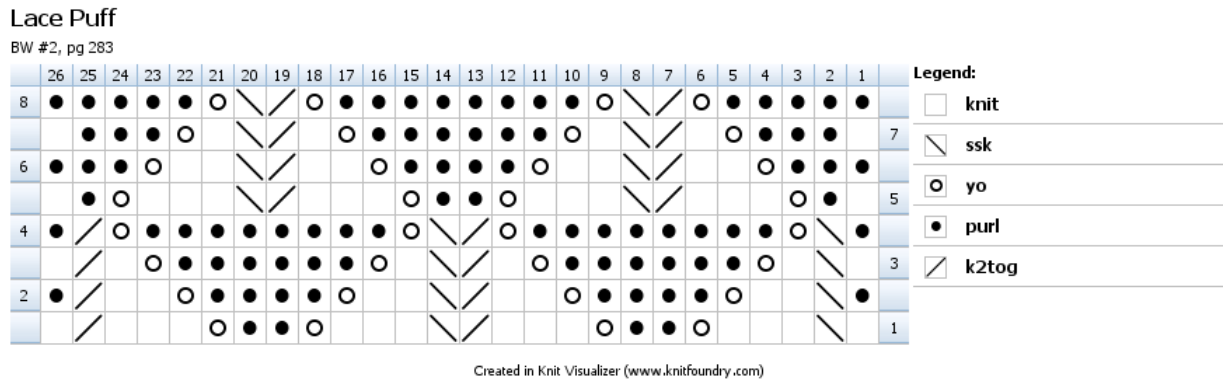 Lace Puff
BW #2, pg 283
26 25 24 23 22 21 20 19 18 17 16 15 14 13 12 11 10 9 8 7 6 5 4 3 2 1
Legend:
8
knit
7
ssk
6
yo
5
purl
4
k2tog
3
2
1
Created in Knit Visualizer (www.knitfoundry.com)